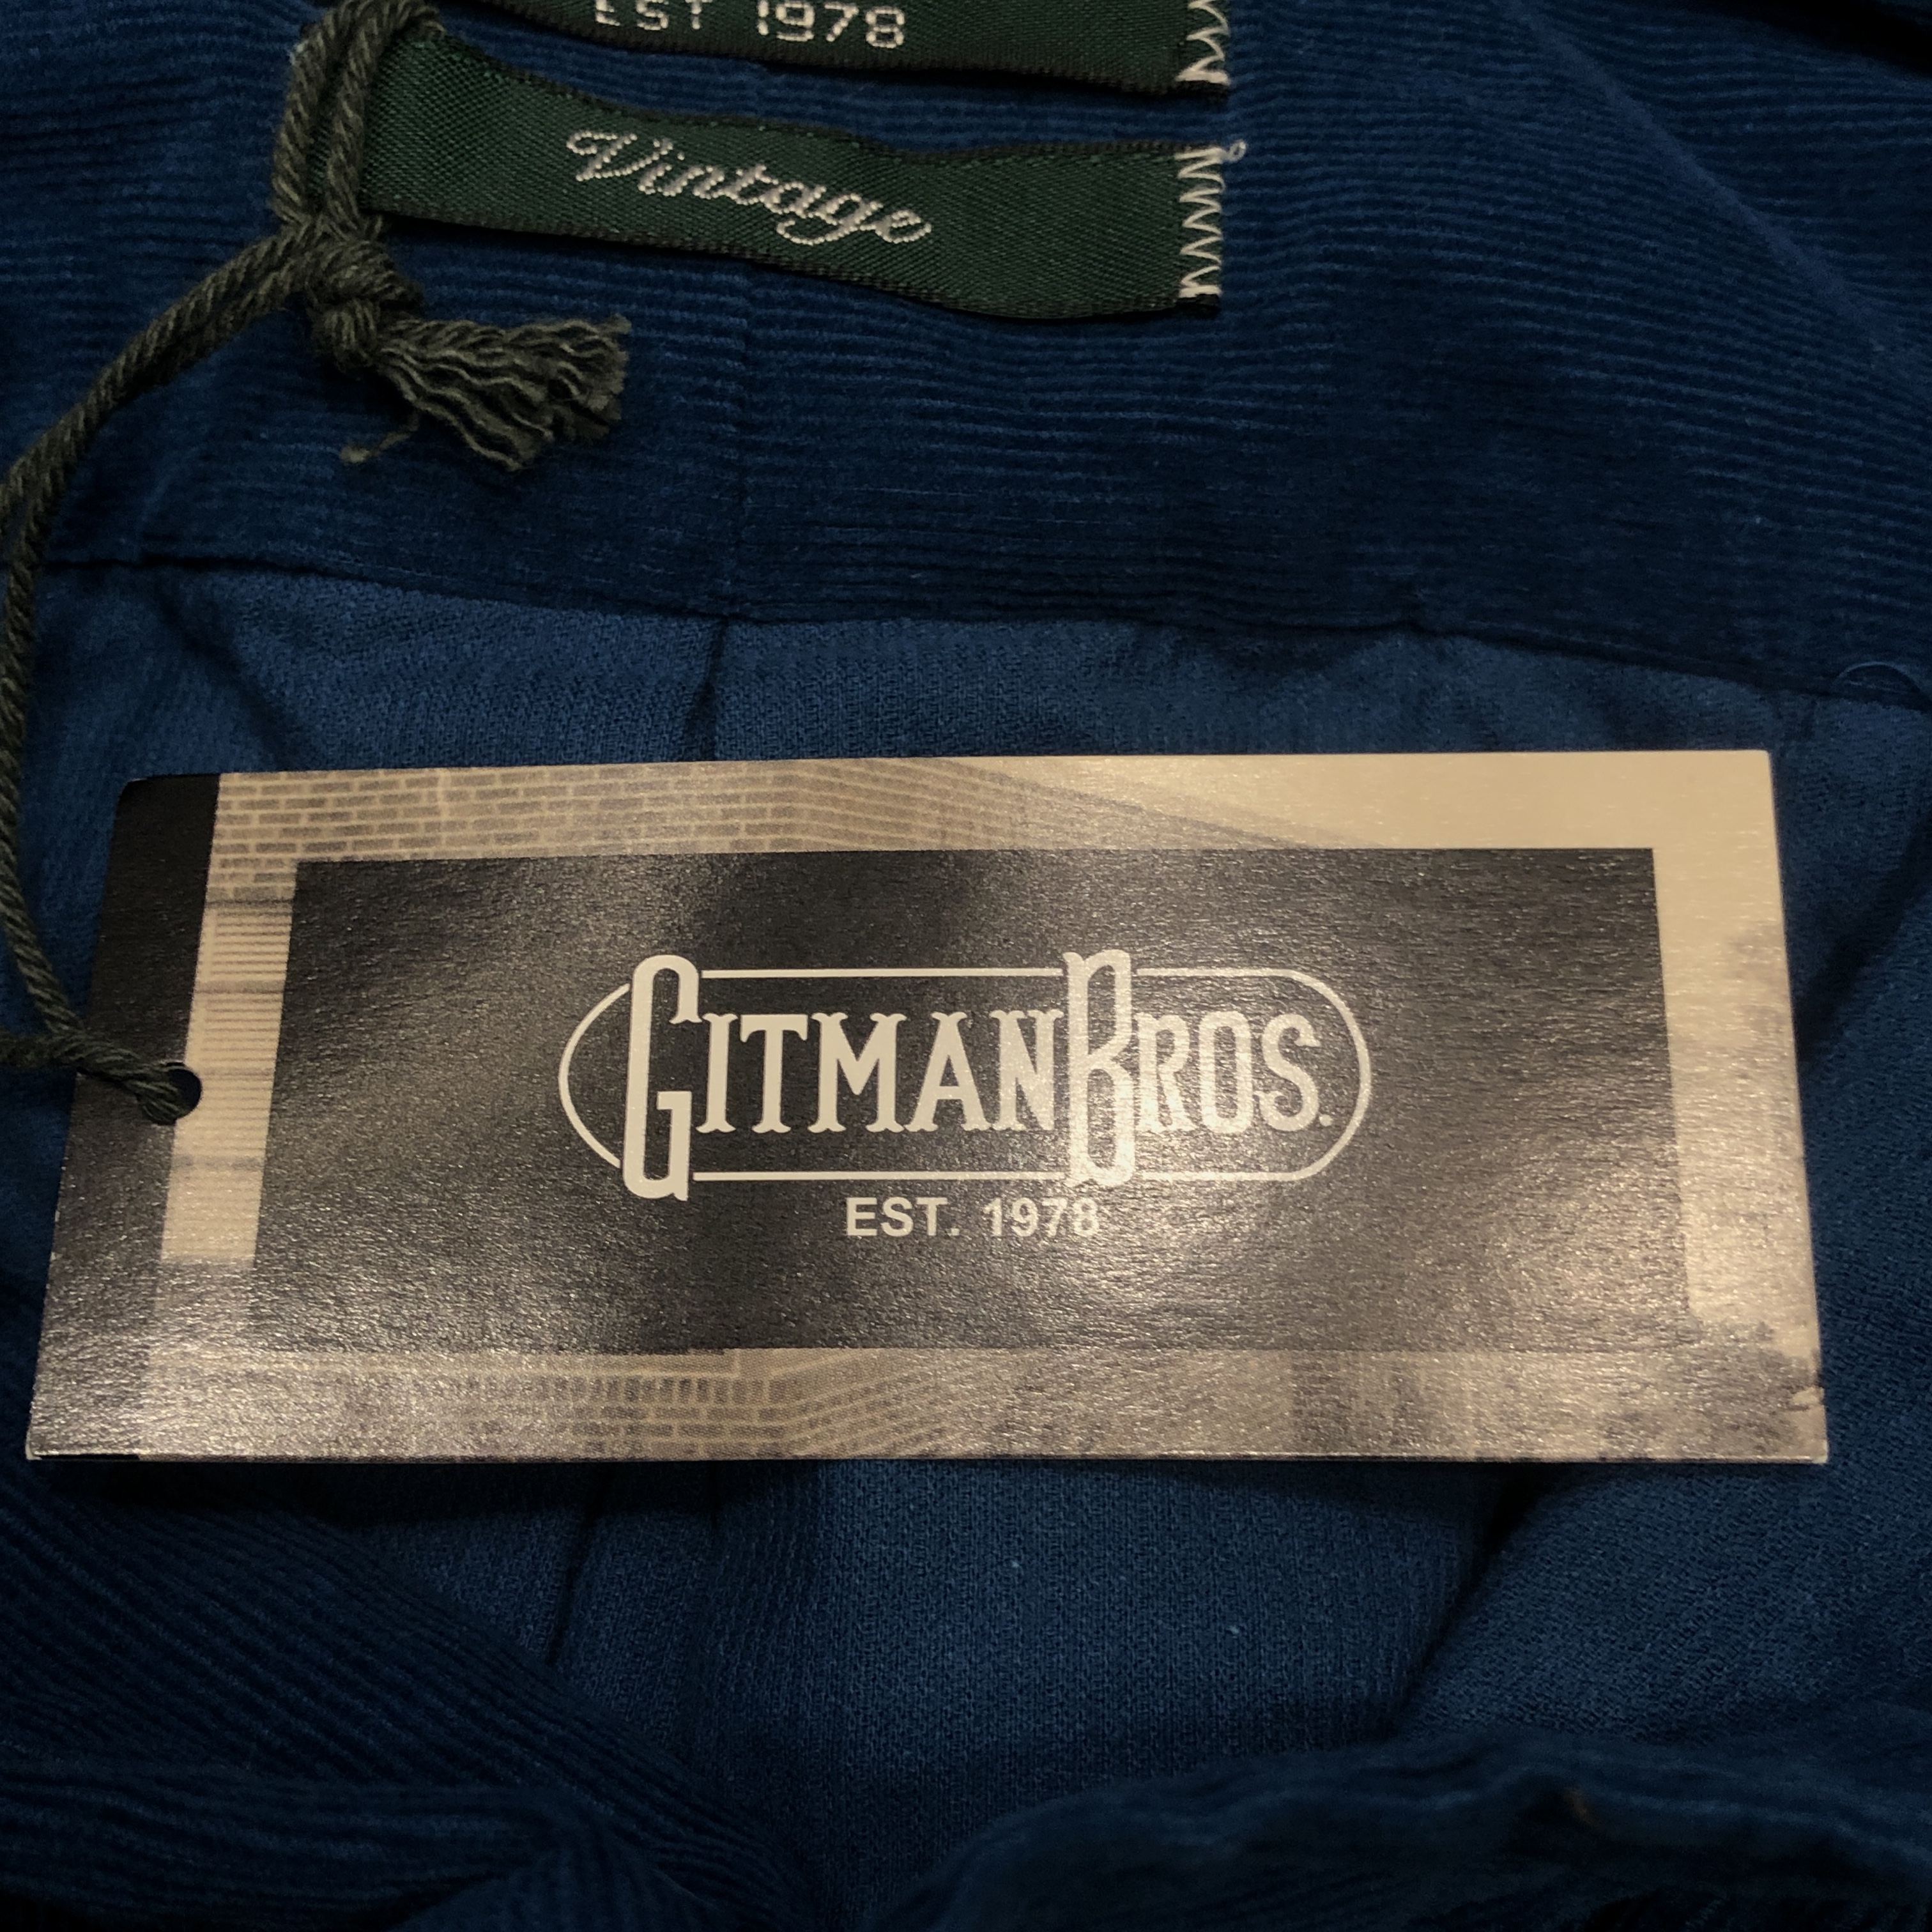 EST 1978
Vintage
GITMAN BROS.
EST. 1978